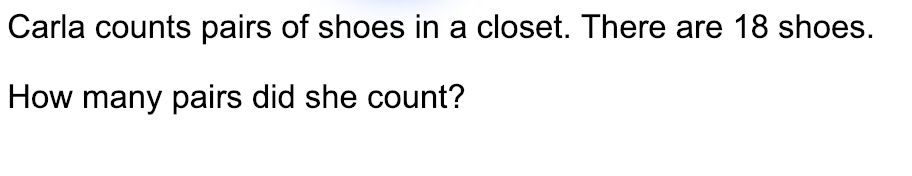 Carla counts pairs of shoes in a closet. There are 18 shoes.
How many pairs did she count?